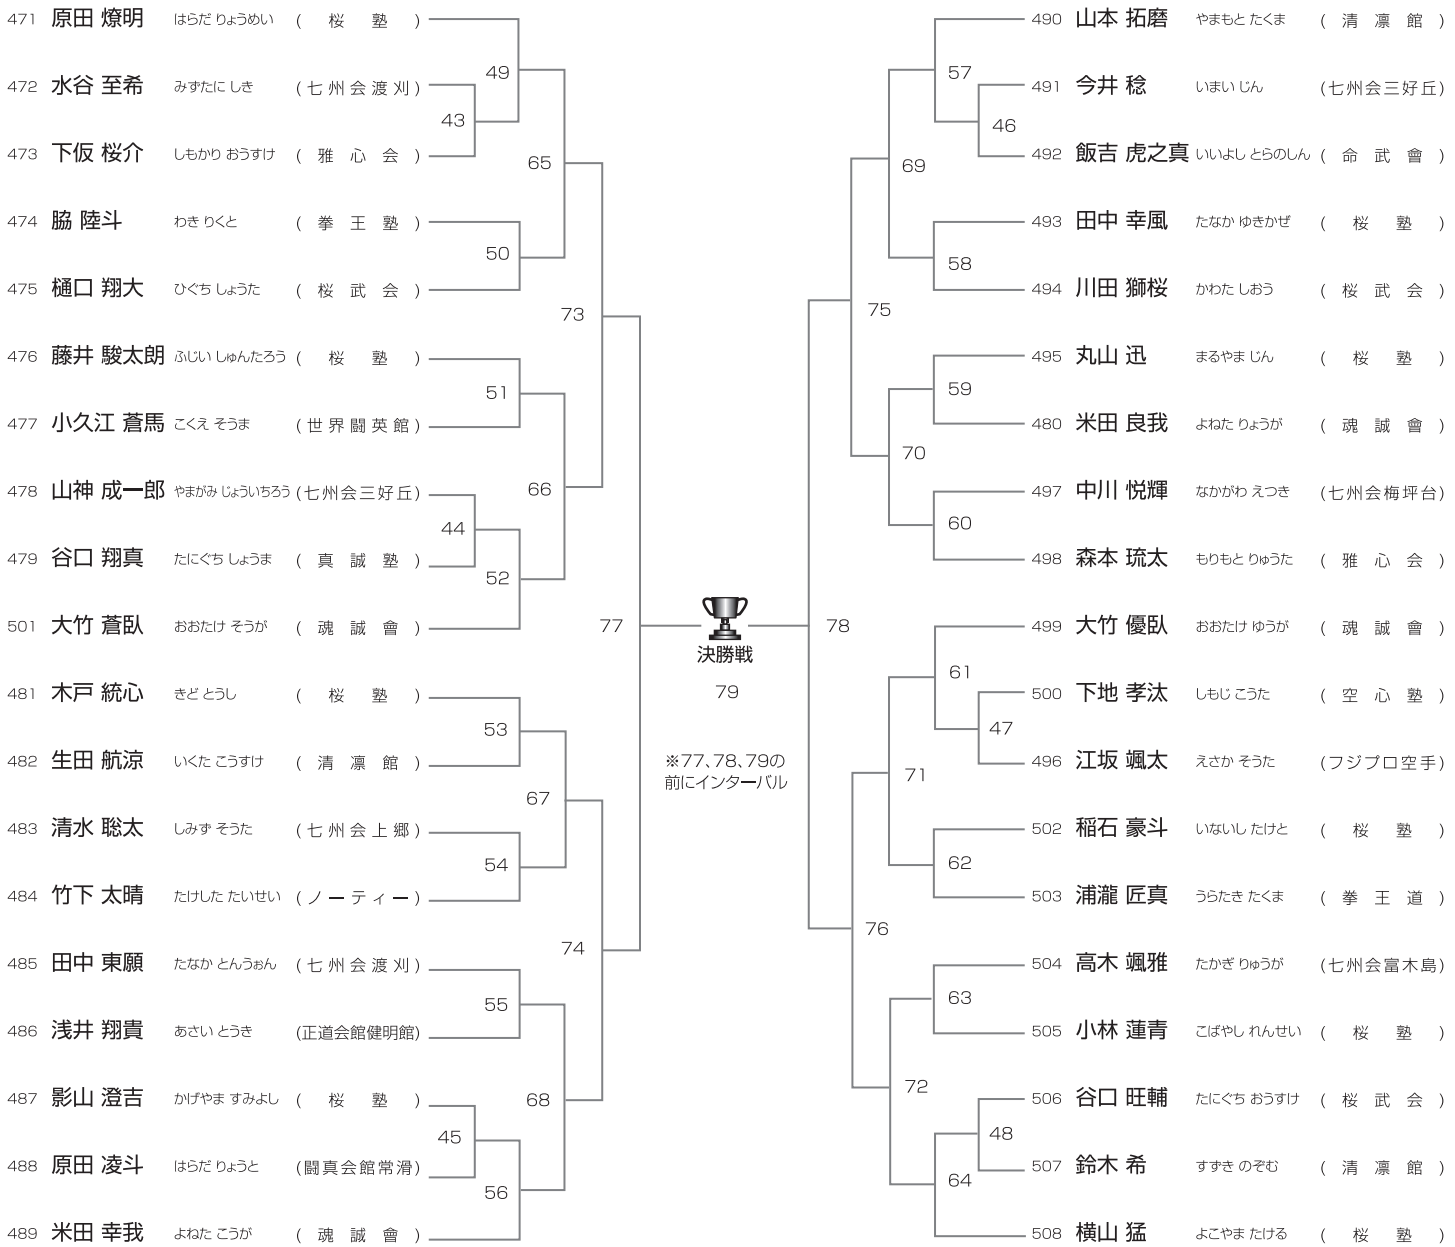 471 原田 燎明 はらだ りょうめい (桜塾)
472 水谷 至希 みずたに しき (七州会渡刈)
473 下仮 桜介 しもかり おうすけ (雅心会)
474 脇 陸斗 わき りくと (拳王塾)
475 樋口 翔大 ひぐち しょうた (桜武会)
476 藤井 駿太朗 ふじい しゅんたろう (桜塾)
477 小久江 蒼馬 こくえ そうま (世界闘英館)
478 山神 成一郎 やまがみ じょういちろう (七州会三好丘)
479 谷口 翔真 たにぐち しょうま (真誠塾)
501 大竹 蒼臥 おおたけ そうが (魂誠會)
481 木戸 統心 きど とうし (桜塾)
482 生田 航涼 いくた こうすけ (清凛館)
483 清水 聡太 しみず そうた (七州会上郷)
484 竹下 太晴 たけした たいせい (ノーティー)
485 田中 東願 たなか とんうぉん (七州会渡刈)
486 浅井 翔貴 あさい とうき (正道会館健明館)
487 影山 澄吉 かげやま すみよし (桜塾)
488 原田 凌斗 はらだ りょうと (闘真会館常滑)
489 米田 幸我 よねた こうが (魂誠會)
43
44
45
49
50
51
52
53
54
55
56
65
66
67
68
73
74
77
決勝戦
79
※77、78、79の
前にインターバル
78
75
76
69
70
71
72
57
58
59
60
61
62
63
64
46
47
48
490 山本 拓磨 やまもと たくま (清凛館)
491 今井 稔 いまい じん (七州会三好丘)
492 飯吉 虎之真 いいよし とらのしん (命武會)
493 田中 幸風 たなか ゆきかぜ (桜塾)
494 川田 獅桜 かわた しおう (桜武会)
495 丸山 迅 まるやま じん (桜塾)
480 米田 良我 よねた りょうが (魂誠會)
497 中川 悦輝 なかがわ えつき (七州会梅坪台)
498 森本 琉太 もりもと りゅうた (雅心会)
499 大竹 優臥 おおたけ ゆうが (魂誠會)
500 下地 孝汰 しもじ こうた (空心塾)
496 江坂 颯太 えさか そうた (フジプロ空手)
502 稲石 豪斗 いないし たけと (桜塾)
503 浦瀧 匠真 うらたき たくま (拳王道)
504 高木 颯雅 たかぎ りゅうが (七州会富木島)
505 小林 蓮青 こばやし れんせい (桜塾)
506 谷口 旺輔 たにぐち おうすけ (桜武会)
507 鈴木 希 すずき のぞむ (清凛館)
508 横山 猛 よこやま たける (桜塾)